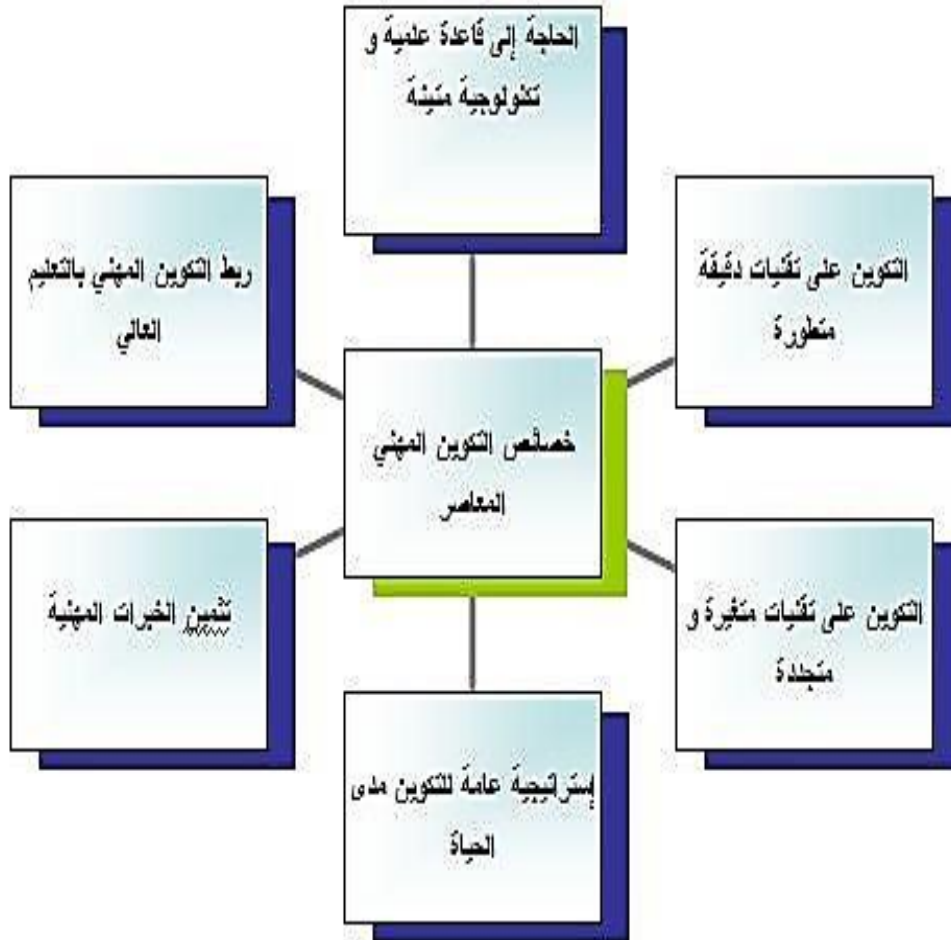 الحاجة إلى قاعدة علمية و
تكنولوجية متينة
التكوين على تقنيات دقيقة
متطورة
ربط التكوين المهني بالتعليم
العالي
خصائص التكوين المهني
المعاصر
التكوين على تقنيات متغيرة و
متجددة
تثمين الخبرات المهنية
إستراتيجية عامة للتكوين مدى
الحياة